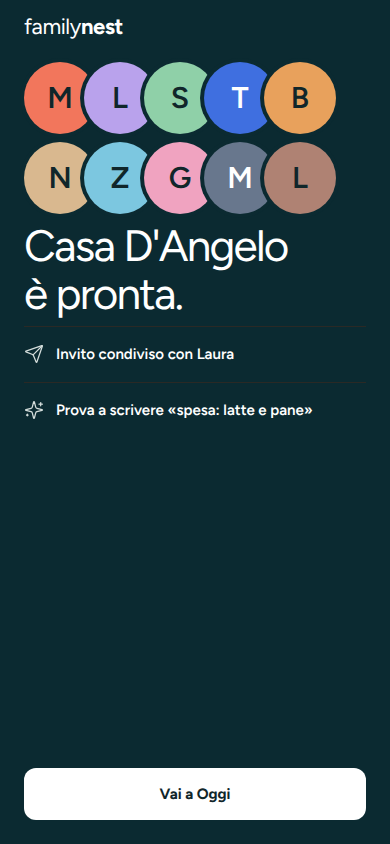 familynest
M L S T B
N Z G M L
Casa D'Angelo
è pronta.
Invito condiviso con Laura
Prova a scrivere «spesa: latte e pane»
Vai a Oggi